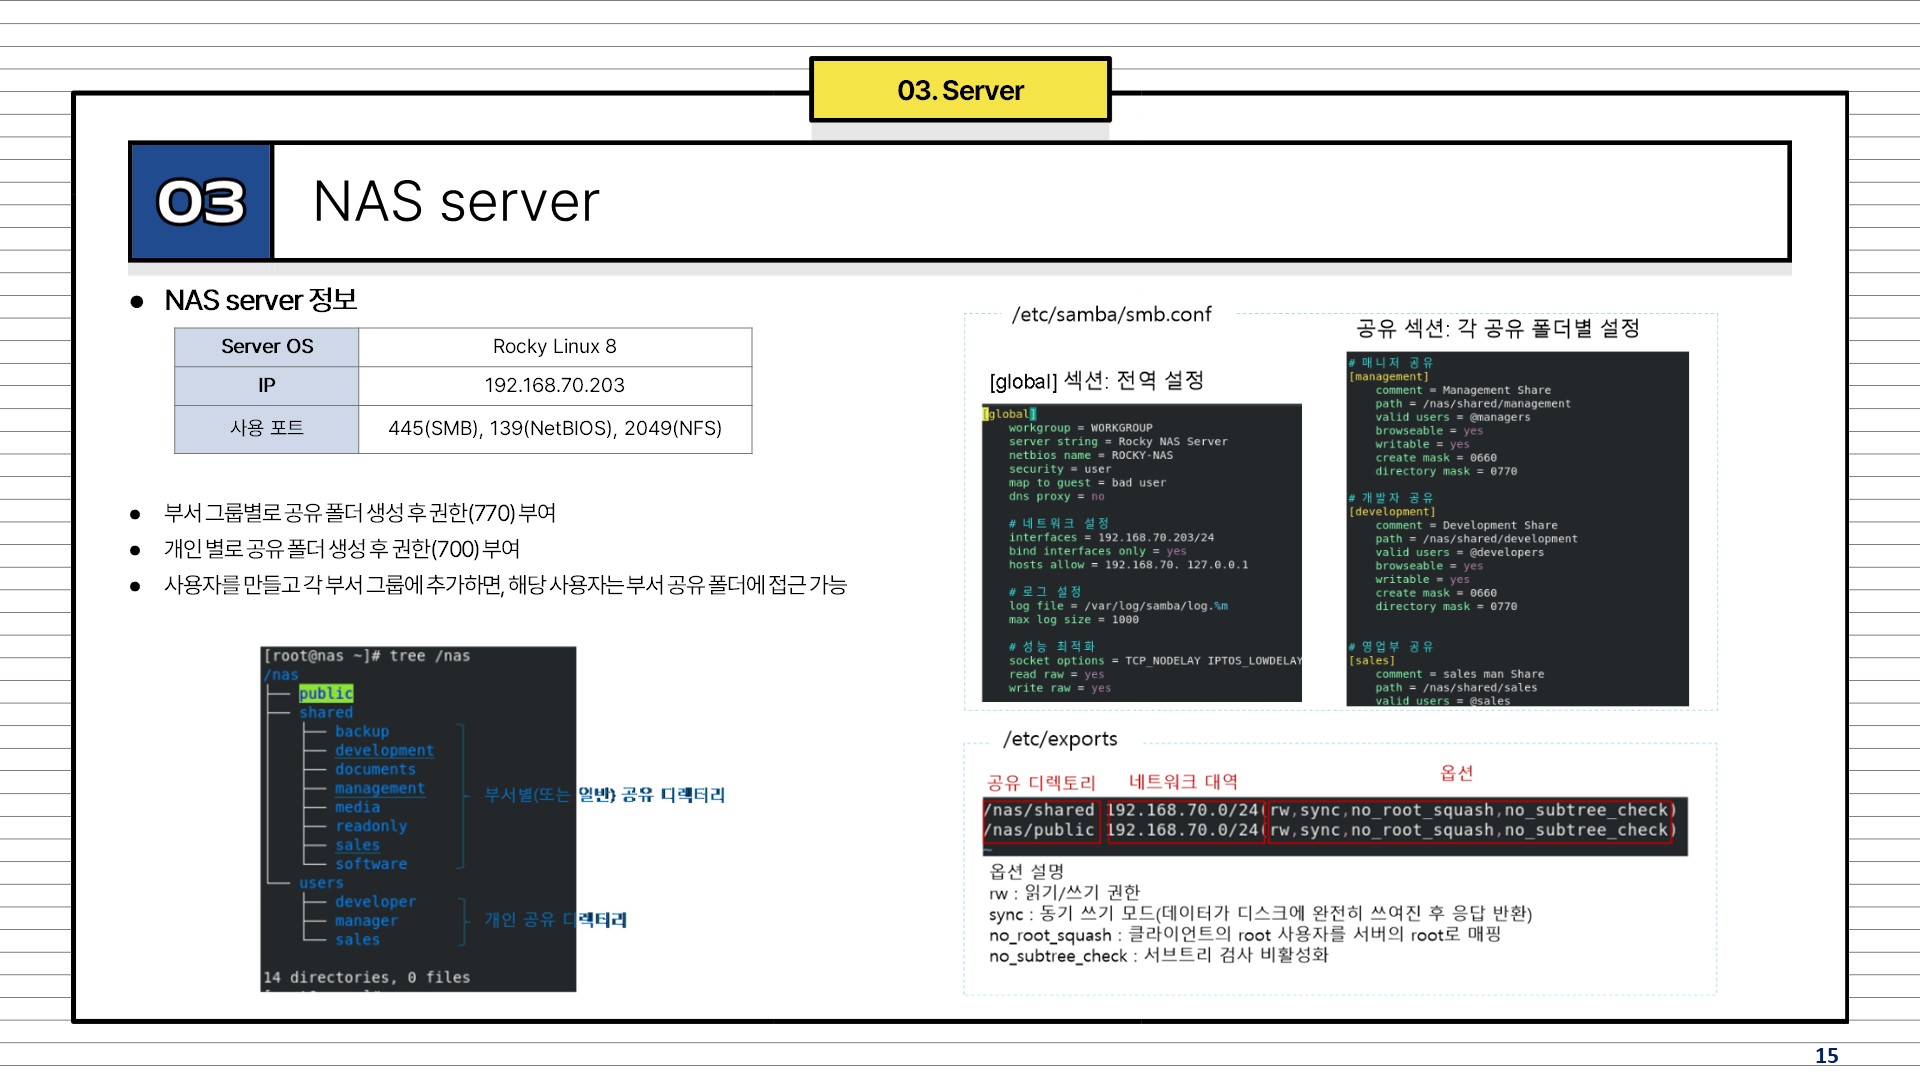 03. Server
03
NAS server
● NAS server 정보
Server OS Rocky Linux 8
IP 192.168.70.203
사용 포트 445(SMB), 139(NetBIOS), 2049(NFS)
● 부서 그룹별로 공유 폴더 생성 후 권한(770) 부여
● 개인 별로 공유 폴더 생성 후 권한(700) 부여
● 사용자를 만들고 각 부서 그룹에 추가하면, 해당 사용자는 부서 공유 폴더에 접근 가능
[root@nas ~]# tree /nas
/nas
├── public
├── shared
│   ├── backup
│   ├── development
│   ├── documents
│   ├── management
│   ├── media
│   ├── readonly
│   ├── sales
│   └── software
└── users
    ├── developer
    ├── manager
    └── sales
14 directories, 0 files
부서별(또는 일반) 공유 디렉터리
개인 공유 디렉터리
/etc/samba/smb.conf
[global] 섹션: 전역 설정
[global]
workgroup = WORKGROUP
server string = Rocky NAS Server
netbios name = ROCKY-NAS
security = user
map to guest = bad user
dns proxy = no
# 네트워크 설정
interfaces = 192.168.70.203/24
bind interfaces only = yes
hosts allow = 192.168.70. 127.0.0.1
# 로그 설정
log file = /var/log/samba/log.%m
max log size = 1000
# 성능 최적화
socket options = TCP_NODELAY IPTOS_LOWDELAY
read raw = yes
write raw = yes
공유 섹션: 각 공유 폴더별 설정
# 매니저 공유
[management]
comment = Management Share
path = /nas/shared/management
valid users = @managers
browseable = yes
writable = yes
create mask = 0660
directory mask = 0770
# 개발자 공유
[development]
comment = Development Share
path = /nas/shared/development
valid users = @developers
browseable = yes
writable = yes
create mask = 0660
directory mask = 0770
# 영업부 공유
[sales]
comment = sales man Share
path = /nas/shared/sales
valid users = @sales
/etc/exports
공유 디렉토리 네트워크 대역 옵션
/nas/shared 192.168.70.0/24(rw,sync,no_root_squash,no_subtree_check)
/nas/public 192.168.70.0/24(rw,sync,no_root_squash,no_subtree_check)
~
옵션 설명
rw : 읽기/쓰기 권한
sync : 동기 쓰기 모드(데이터가 디스크에 완전히 쓰여진 후 응답 반환)
no_root_squash : 클라이언트의 root 사용자를 서버의 root로 매핑
no_subtree_check : 서브트리 검사 비활성화
15